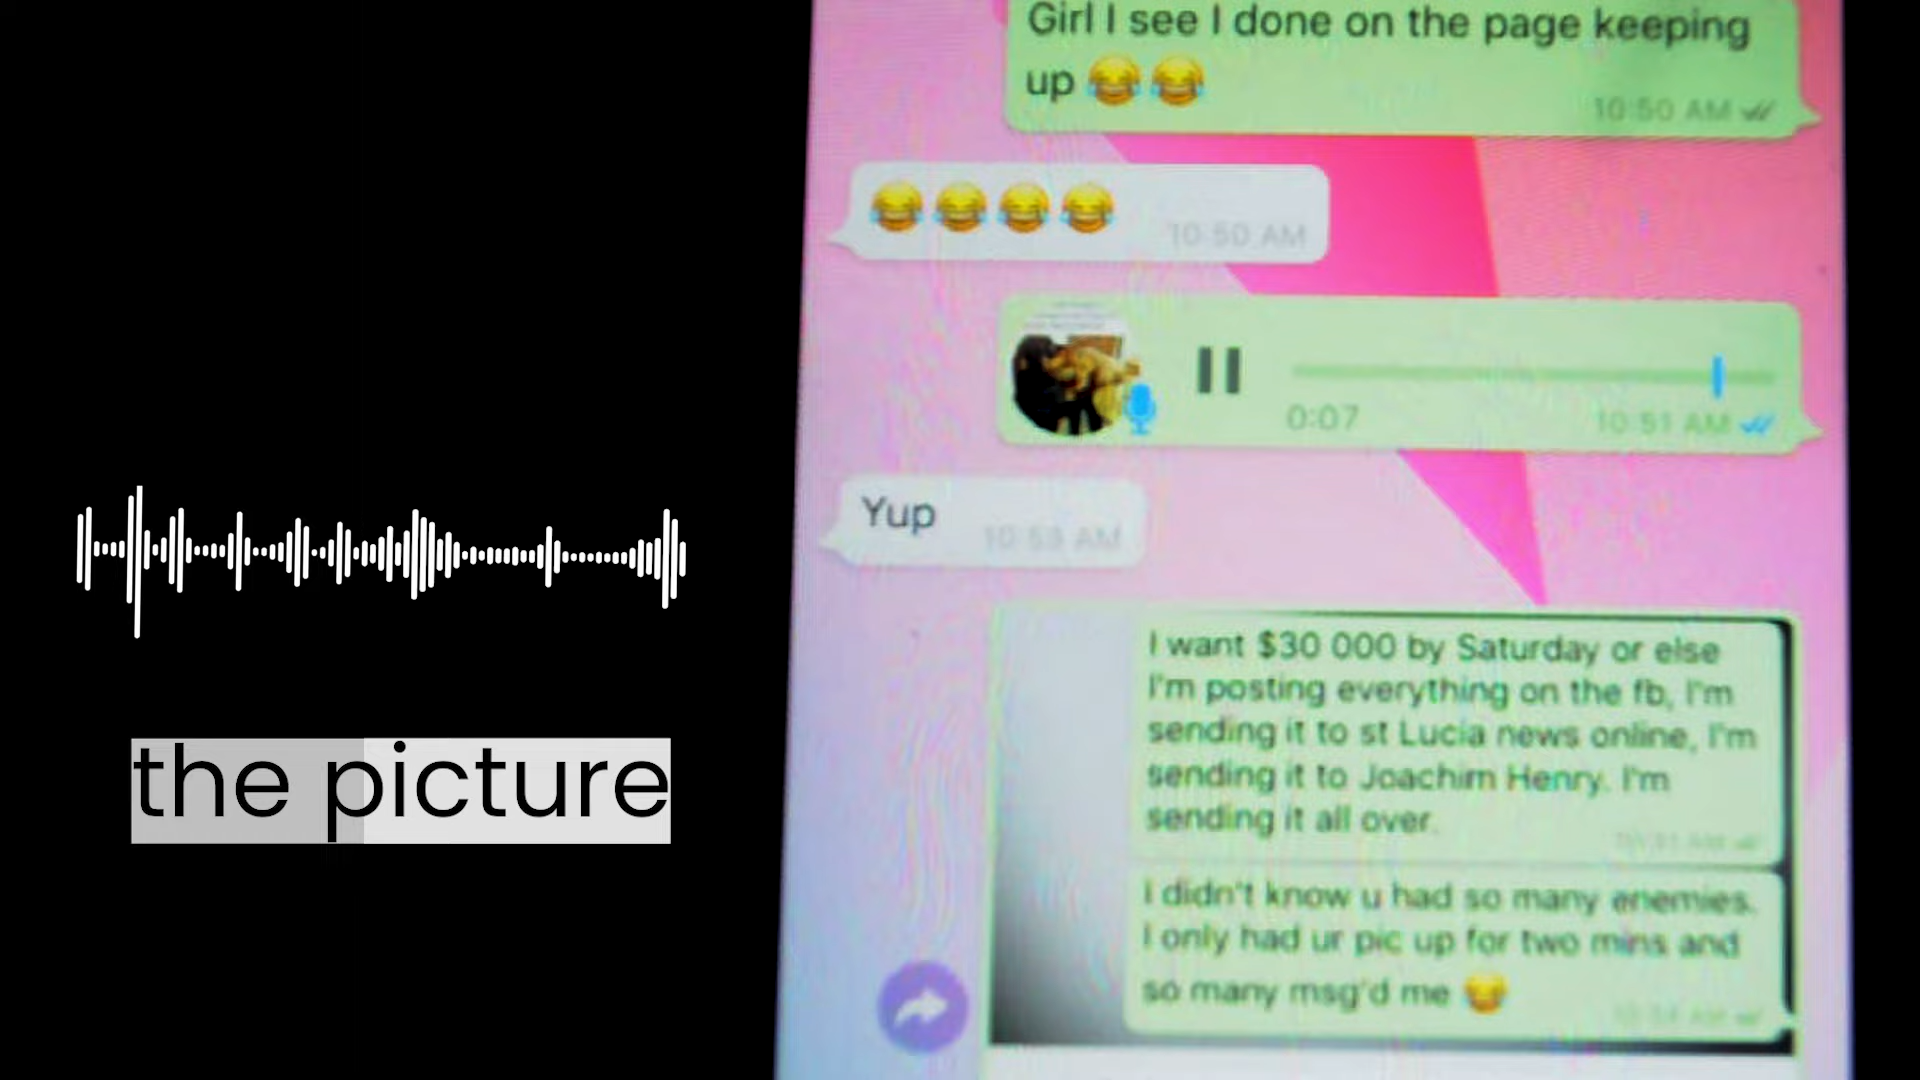 Girl I see I done on the page keeping
up 😂😂
10:50 AM
😂😂😂😂
10:50 AM
0:07
10:51 AM
Yup
AM
I want $30 000 by Saturday or else
I'm posting everything on the fb, I'm
sending it to st Lucia news online, I'm
sending it to Joachim Henry. I'm
sending it all over.
I didn't know u had so many enemies.
I only had ur pic up for two mins and
so many msg'd me 😂
the picture